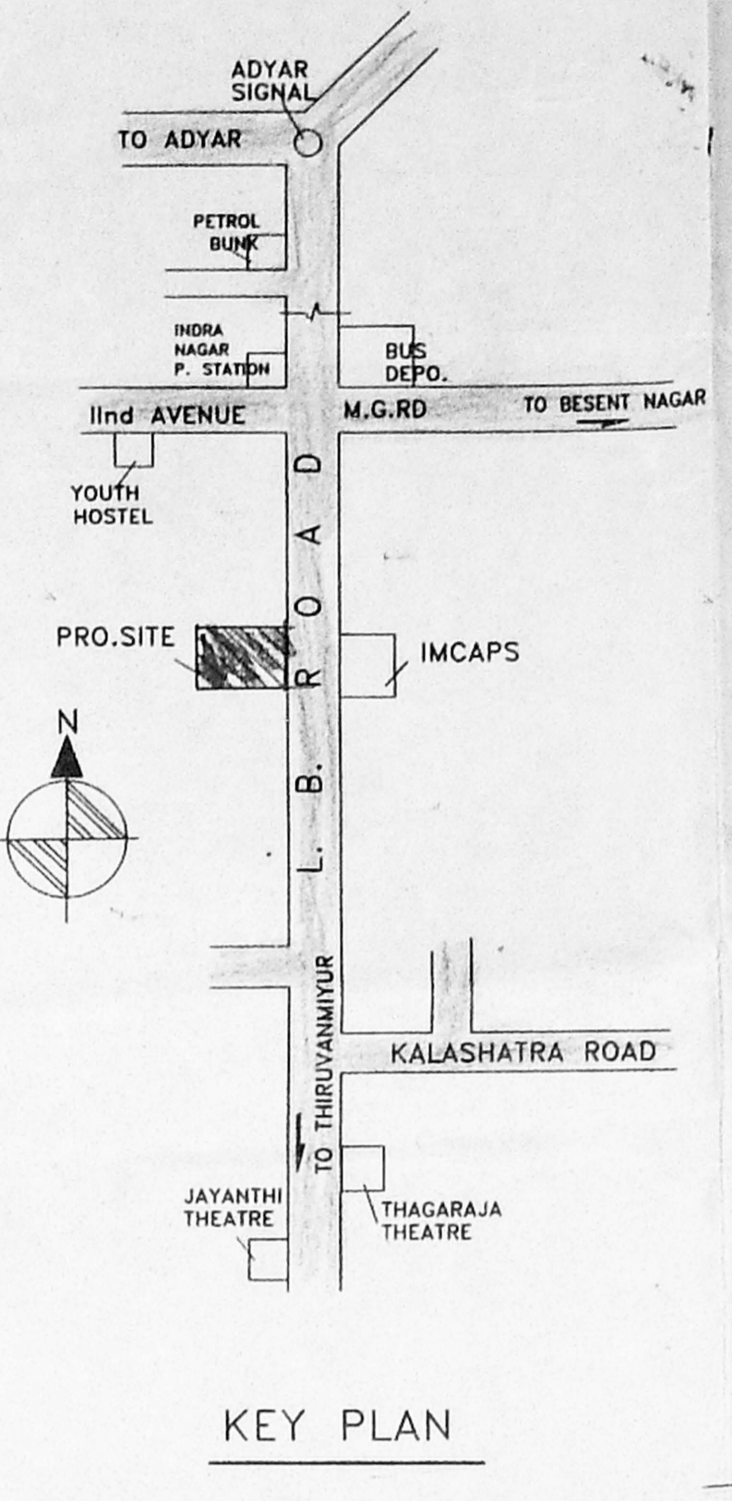 ADYAR
SIGNAL
TO ADYAR
PETROL
BUNK
INDRA
NAGAR
P. STATION
BUS
DEPO.
IInd AVENUE
M.G.RD
TO BESENT NAGAR
YOUTH
HOSTEL
L. B. ROAD
PRO.SITE
IMCAPS
N
TO THIRUVANMIYUR
KALASHATRA ROAD
JAYANTHI
THEATRE
THAGARAJA
THEATRE
KEY PLAN